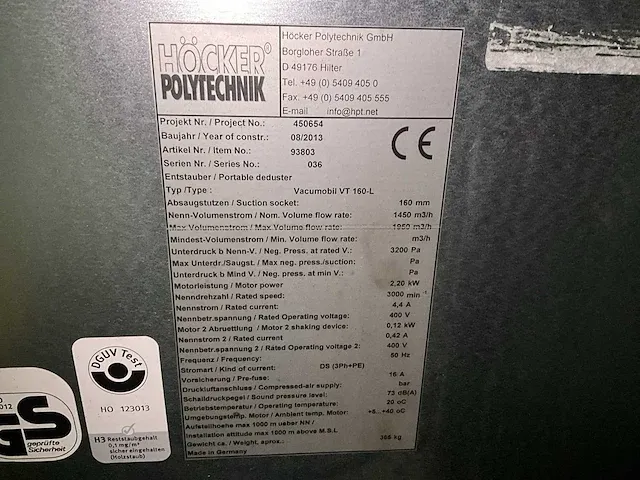 HÖCKER®
POLYTECHNIK
Höcker Polytechnik GmbH
Borgloher Straße 1
D 49176 Hilter
Tel. +49 (0) 5409 405 0
Fax. +49 (0) 5409 405 555
E-mail info@hpt.net
Projekt Nr. / Project No.: 450654
Baujahr / Year of constr.: 08/2013
Artikel Nr. / Item No.: 93803
Serien Nr. / Series No.: 036
CE
Entstauber / Portable deduster
Typ /Type : Vacumobil VT 160-L
Absaugstutzen / Suction socket: 160 mm
Nenn-Volumenstrom / Nom. Volume flow rate: 1450 m3/h
Max Volumenstrom / Max Volume flow rate: 1950 m3/h
Mindest-Volumenstrom / Min. Volume flow rate: m3/h
Unterdruck b Nenn-V. / Neg. Press. at rated V.: 3200 Pa
Max Unterdr./Saugst. / Max neg. press./suction: Pa
Unterdruck b Mind V. / Neg. press. at min V.: Pa
Motorleistung / Motor power 2,20 kW
Nenndrehzahl / Rated speed: 3000 min
Nennstrom / Rated current: 4,4 A
Nennbetr.spannung / Rated Operating voltage: 400 V
Motor 2 Abruettlung / Motor 2 shaking device: 0,12 kW
Nennstrom 2 / Rated current 0,42 A
Nennbetr.spannung 2 / Rated Operating voltage 2: 400 V
Frequenz / Frequency: 50 Hz
Stromart / Kind of current: DS (3Ph+PE)
Vorsicherung / Pre-fuse: 16 A
Druckluftanschluss / Compressed-air supply: bar
Schalldruckpegel / Sound pressure level: 73 dB(A)
Betriebstemperatur / Operating temperature: 20 oC
Umgebungstemp. Motor / Ambient temp. Motor: +5.. +40 oC
Aufstellhoehe max 1000 m ueber NN /
Installation altitude max 1000 m above M.S.L
Gewicht ca. / Weight, aprox.: 388 kg
Made in Germany
DGUV Test
HO 123013
H3 Reststaubgehalt
0,1 mg/m³
sicher eingehalten
(Holzstaub)
GS
geprüfte
Sicherheit